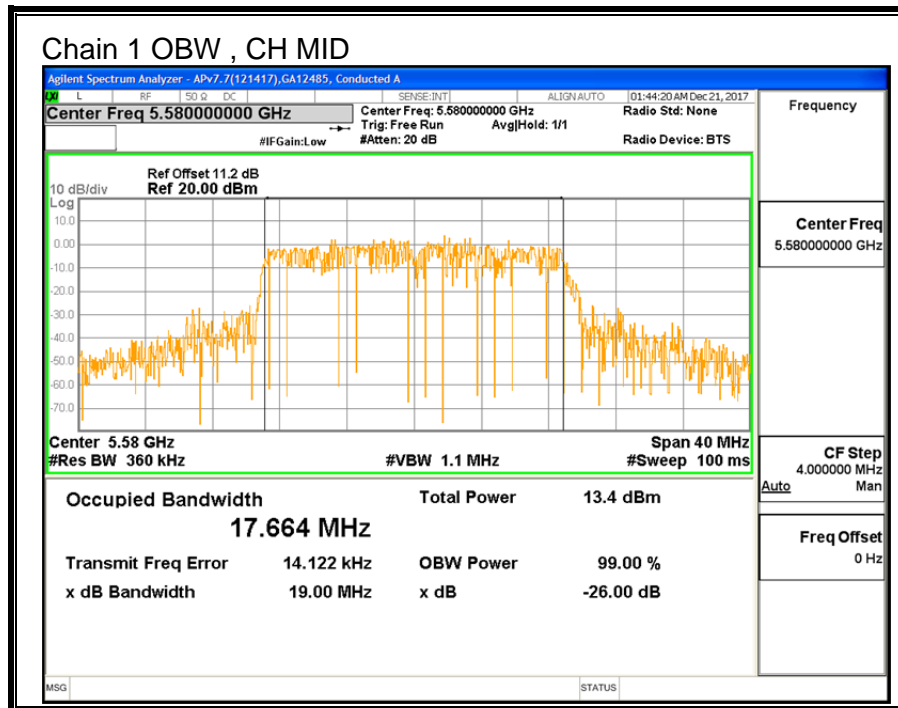 Chain 1 OBW , CH MID
Agilent Spectrum Analyzer - APv7.7(121417),GA12485, Conducted A
LXI L RF 50 Ω DC SENSE:INT ALIGN AUTO 01:44:20 AM Dec 21, 2017
Center Freq 5.580000000 GHz
Center Freq: 5.580000000 GHz
Radio Std: None
Trig: Free Run Avg|Hold: 1/1
#IFGain:Low #Atten: 20 dB Radio Device: BTS
Ref Offset 11.2 dB
10 dB/div Ref 20.00 dBm
Log
10.0
0.00
-10.0
-20.0
-30.0
-40.0
-50.0
-60.0
-70.0
Center 5.58 GHz Span 40 MHz
#Res BW 360 kHz #VBW 1.1 MHz #Sweep 100 ms
Occupied Bandwidth Total Power 13.4 dBm
17.664 MHz
Transmit Freq Error 14.122 kHz OBW Power 99.00 %
x dB Bandwidth 19.00 MHz x dB -26.00 dB
MSG STATUS
Frequency
Center Freq
5.580000000 GHz
CF Step
4.000000 MHz
Auto Man
Freq Offset
0 Hz